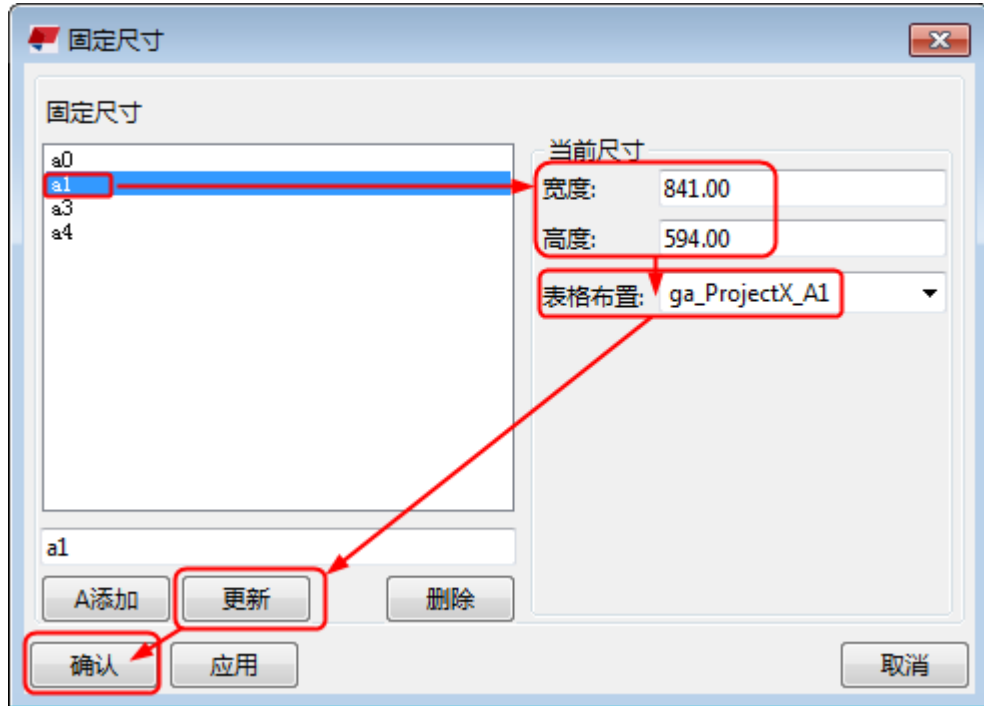 固定尺寸
固定尺寸
a0
a1
a3
a4
当前尺寸
宽度: 841.00
高度: 594.00
表格布置: ga_ProjectX_A1
a1
A添加 更新 删除
确认 应用 取消